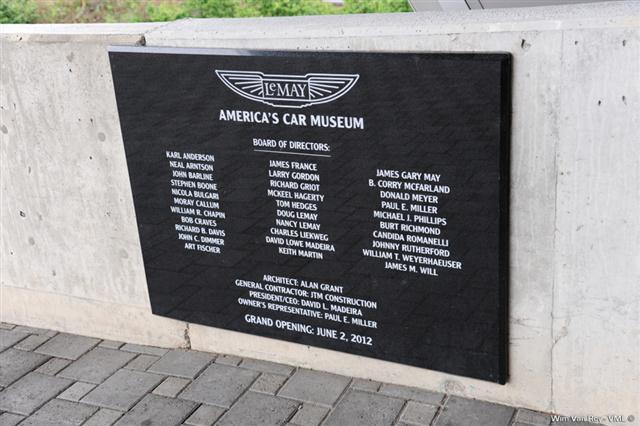 LeMAY
AMERICA'S CAR MUSEUM
BOARD OF DIRECTORS:
KARL ANDERSON
NEAL ARNTSON
JOHN BARLINE
STEPHEN BOONE
NICOLA BULGARI
MORAY CALLUM
WILLIAM R. CHAPIN
BOB CRAVES
RICHARD B. DAVIS
JOHN C. DIMMER
ART FISCHER
JAMES FRANCE
LARRY GORDON
RICHARD GRIOT
MCKEEL HAGERTY
TOM HEDGES
DOUG LEMAY
NANCY LEMAY
CHARLES LIEKWEG
DAVID LOWE MADEIRA
KEITH MARTIN
JAMES GARY MAY
B. CORRY MCFARLAND
DONALD MEYER
PAUL E. MILLER
MICHAEL J. PHILLIPS
BURT RICHMOND
CANDIDA ROMANELLI
JOHNNY RUTHERFORD
WILLIAM T. WEYERHAEUSER
JAMES M. WILL
ARCHITECT: ALAN GRANT
GENERAL CONTRACTOR: JTM CONSTRUCTION
PRESIDENT/CEO: DAVID L. MADEIRA
OWNER'S REPRESENTATIVE: PAUL E. MILLER
GRAND OPENING: JUNE 2, 2012
Wim Van Roy - VML ©